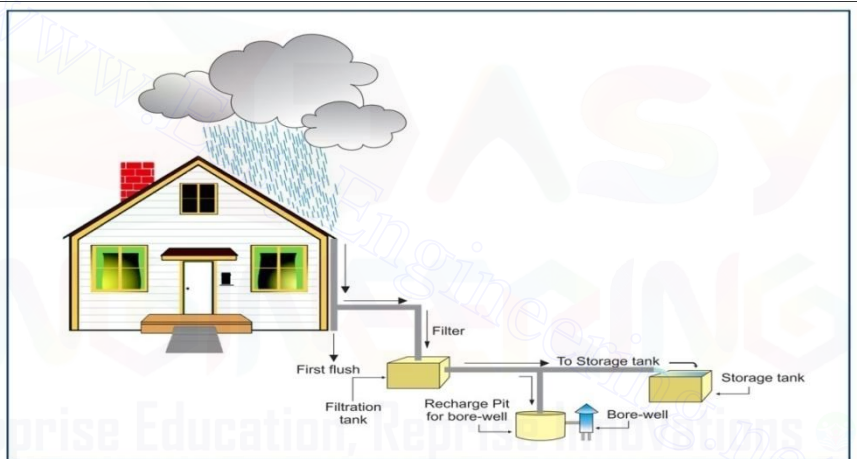 Filter
First flush
To Storage tank
Storage tank
Filtration
tank
Recharge Pit
for bore-well
Bore-well